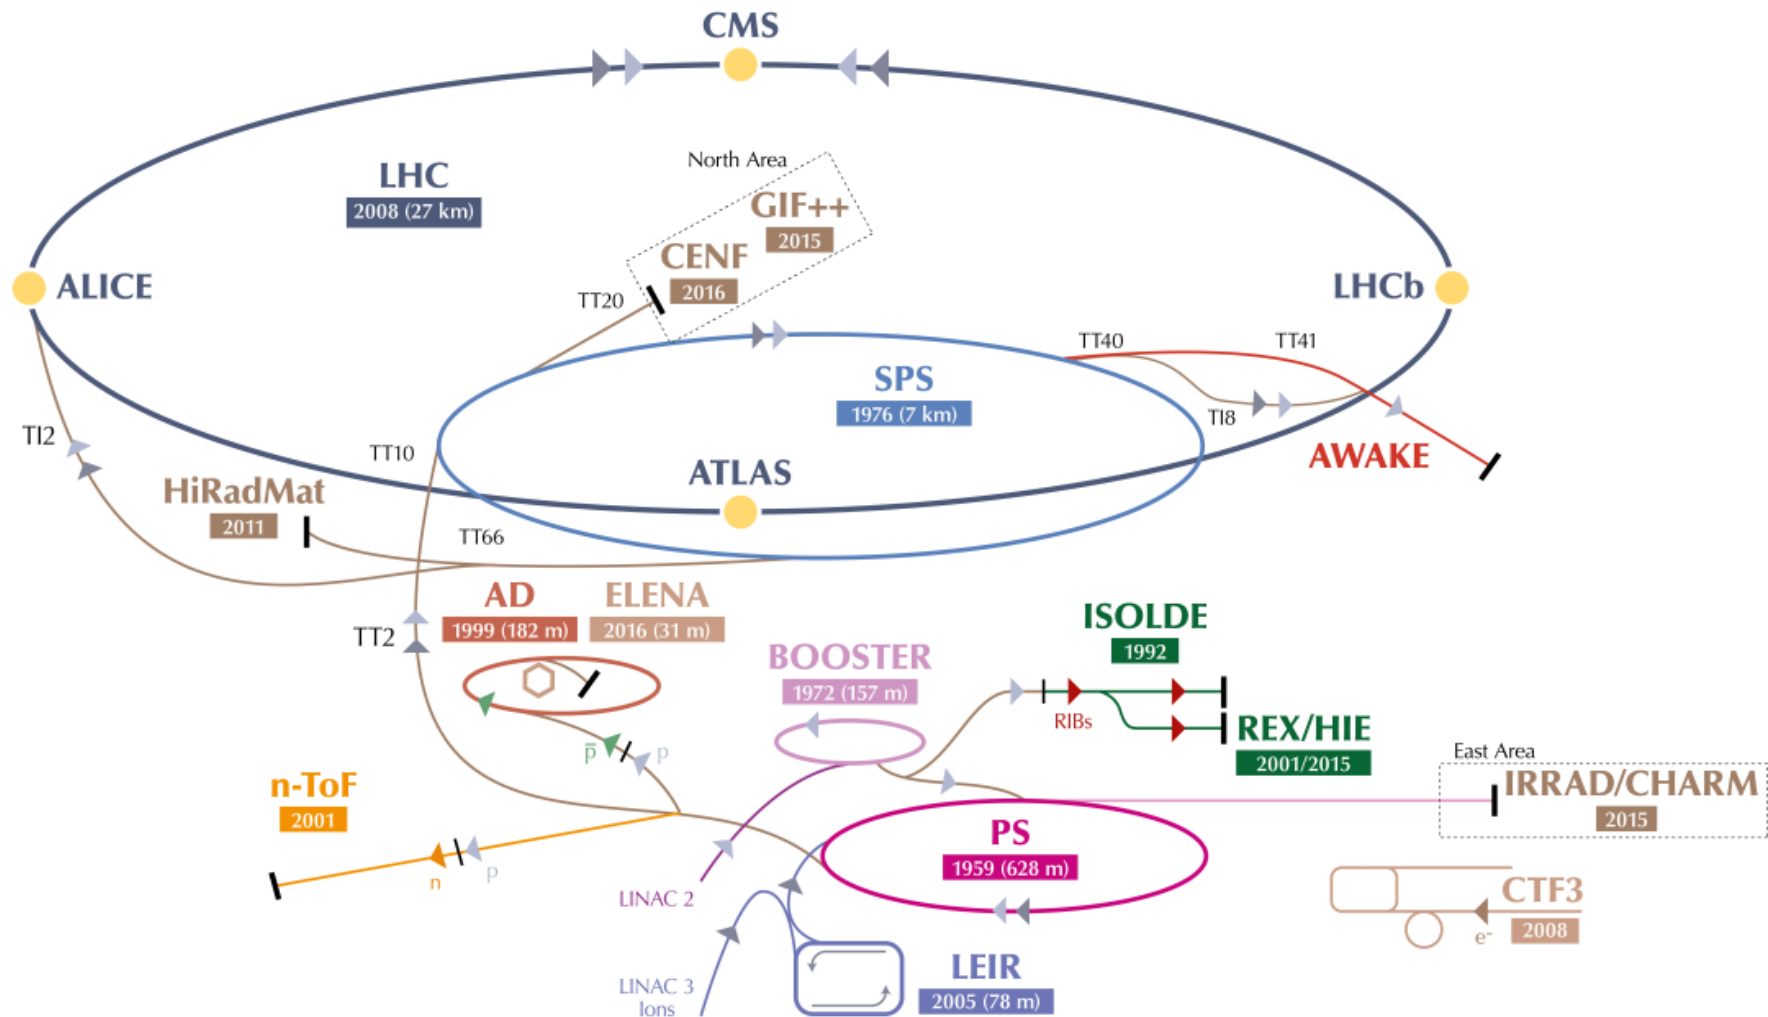 CMS
LHC
2008 (27 km)
North Area
GIF++
2015
CENF
2016
TT20
ALICE
LHCb
TT40
TT41
SPS
1976 (7 km)
TI8
TI2
TT10
AWAKE
ATLAS
HiRadMat
2011
TT66
AD
1999 (182 m)
ELENA
2016 (31 m)
TT2
ISOLDE
1992
BOOSTER
1972 (157 m)
RIBs
REX/HIE
2001/2015
p̅
p
East Area
IRRAD/CHARM
2015
n-ToF
2001
n
p
PS
1959 (628 m)
LINAC 2
CTF3
2008
e-
LEIR
2005 (78 m)
LINAC 3
Ions